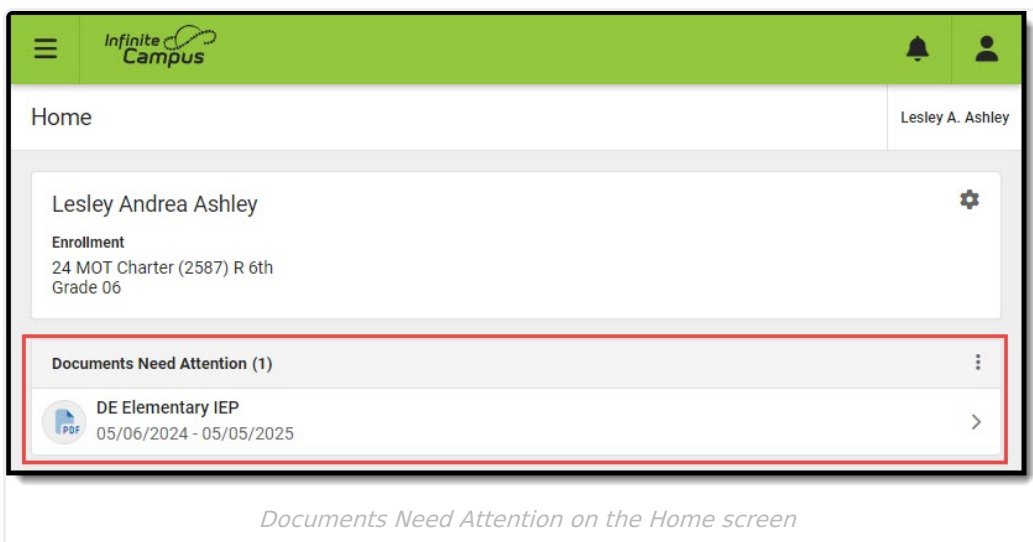 Infinite
Campus
Home
Lesley A. Ashley
Lesley Andrea Ashley
Enrollment
24 MOT Charter (2587) R 6th
Grade 06
Documents Need Attention (1)
DE Elementary IEP
PDF
05/06/2024 - 05/05/2025
Documents Need Attention on the Home screen